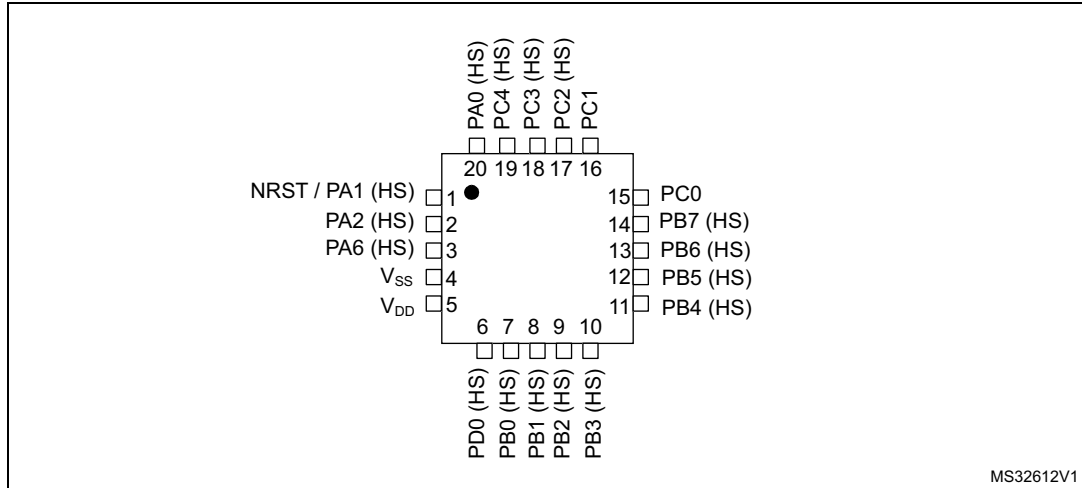 PA0 (HS)
PC4 (HS)
PC3 (HS)
PC2 (HS)
PC1
20 19 18 17 16
NRST / PA1 (HS) 1
PA2 (HS) 2
PA6 (HS) 3
VSS 4
VDD 5
15 PC0
14 PB7 (HS)
13 PB6 (HS)
12 PB5 (HS)
11 PB4 (HS)
6 7 8 9 10
PD0 (HS)
PB0 (HS)
PB1 (HS)
PB2 (HS)
PB3 (HS)
MS32612V1